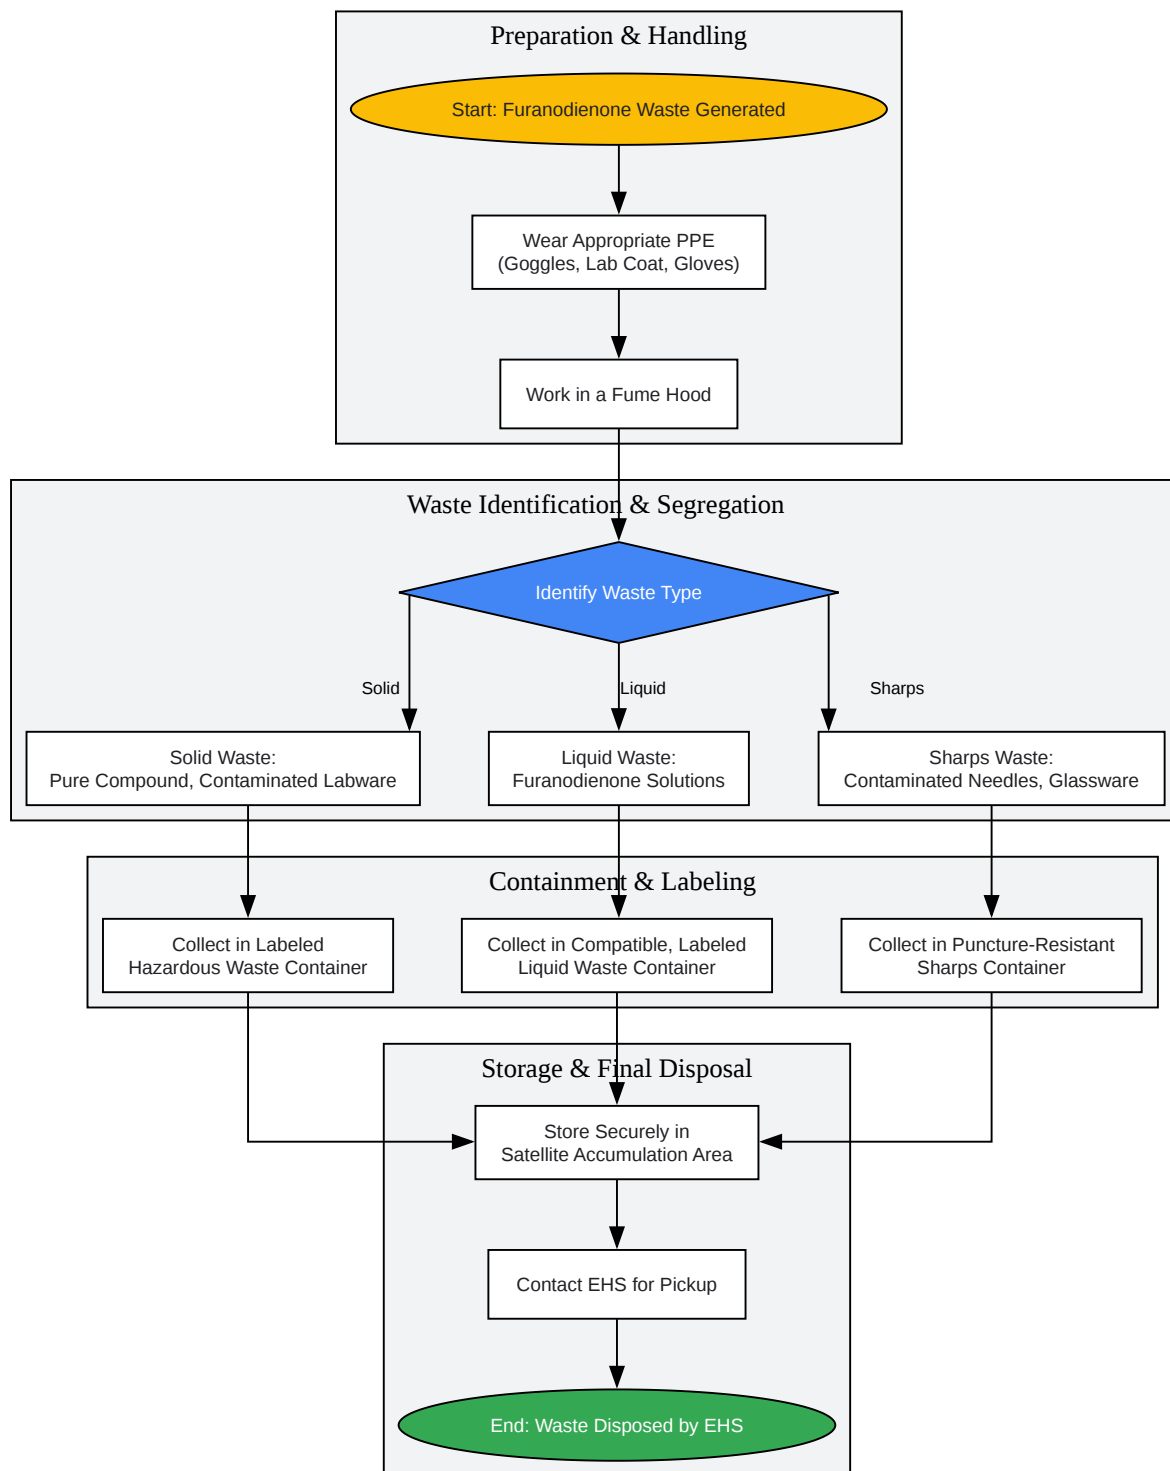 Preparation & Handling
Start: Furanodienone Waste Generated
Wear Appropriate PPE
(Goggles, Lab Coat, Gloves)
Work in a Fume Hood
Waste Identification & Segregation
Identify Waste Type
Solid
Liquid
Sharps
Solid Waste:
Pure Compound, Contaminated Labware
Liquid Waste:
Furanodienone Solutions
Sharps Waste:
Contaminated Needles, Glassware
Containment & Labeling
Collect in Labeled
Hazardous Waste Container
Collect in Compatible, Labeled
Liquid Waste Container
Collect in Puncture-Resistant
Sharps Container
Storage & Final Disposal
Store Securely in
Satellite Accumulation Area
Contact EHS for Pickup
End: Waste Disposed by EHS